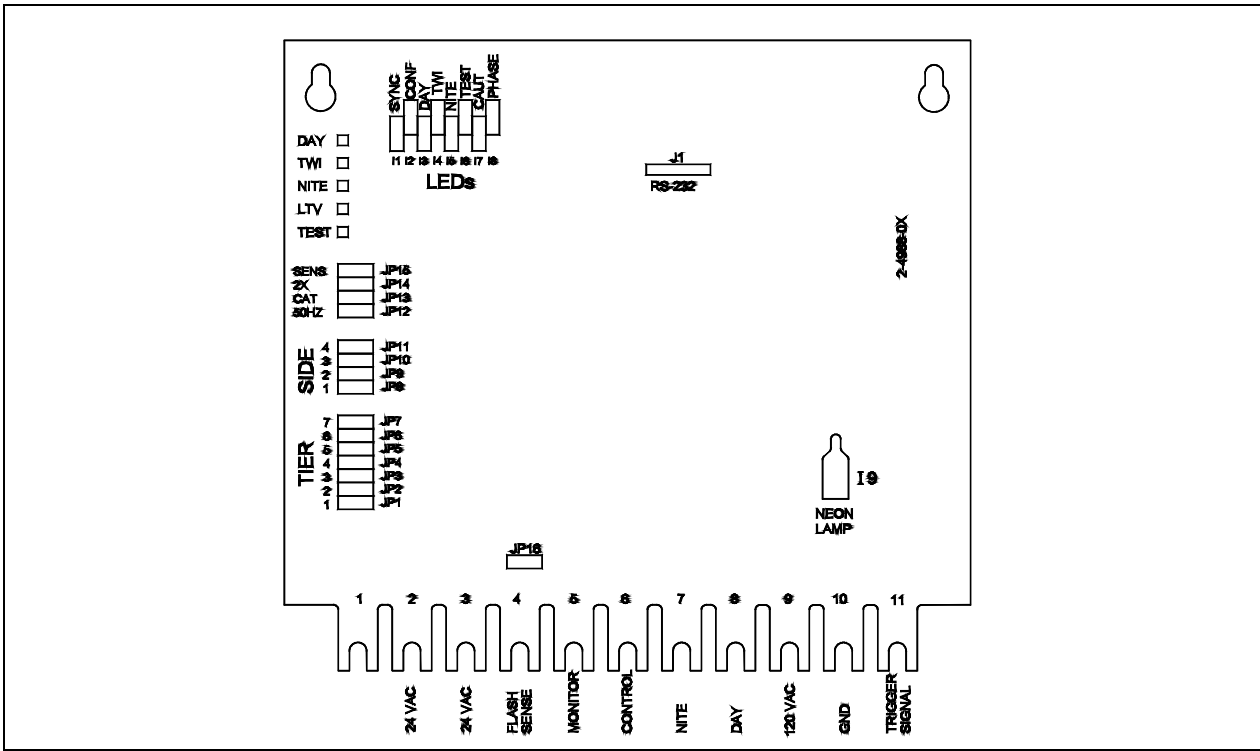 SYNC
CONF
DAY
TWI
NITE
TEST
CAUT
PHASE
I1 I2 I3 I4 I5 I6 I7 I8
LEDs
DAY
TWI
NITE
LTV
TEST
J1
RS-232
2-4988-0X
SENS JP15
2X JP14
CAT JP13
50HZ JP12
SIDE
4 JP11
3 JP10
2 JP9
1 JP8
TIER
7 JP7
6 JP6
5 JP5
4 JP4
3 JP3
2 JP2
1 JP1
I9
NEON
LAMP
JP16
1 2 3 4 5 6 7 8 9 10 11
24 VAC
24 VAC
FLASH
SENSE
MONITOR
CONTROL
NITE
DAY
120 VAC
GND
TRIGGER
SIGNAL